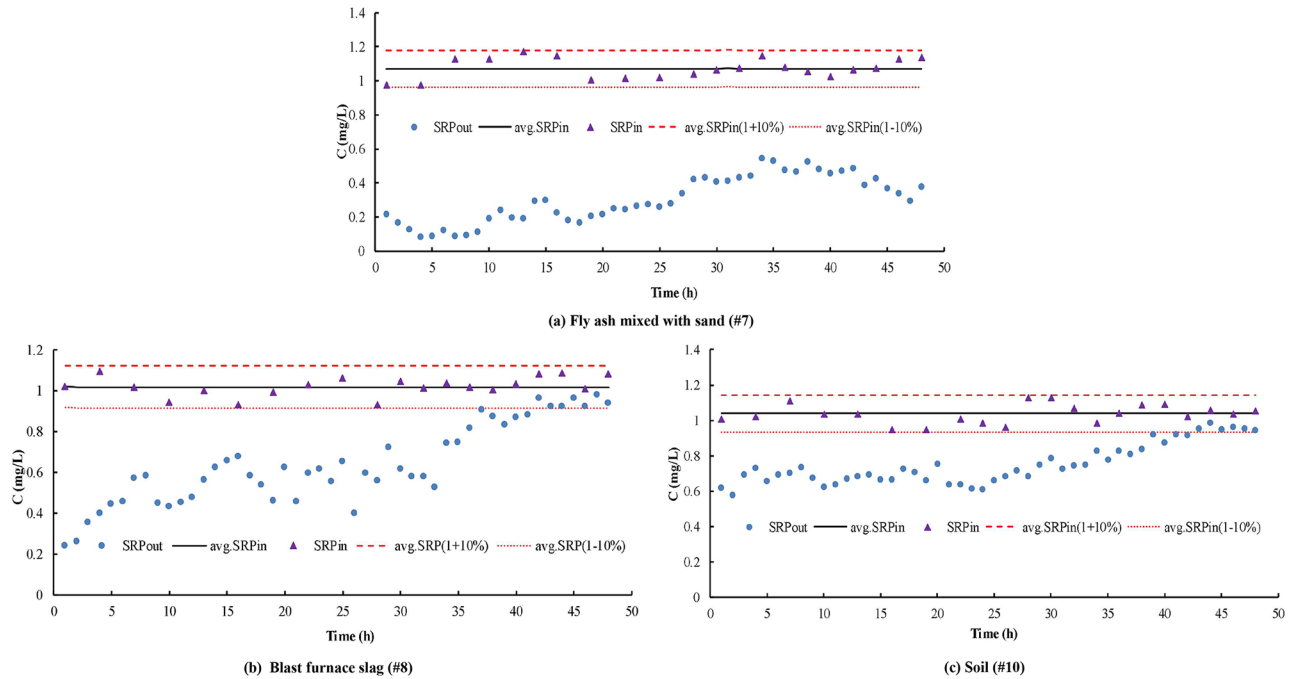 1.4
1.2
1
0.8
0.6
0.4
0.2
0
C (mg/L)
SRPout avg.SRPin SRPin avg.SRPin(1+10%) avg.SRPin(1-10%)
0 5 10 15 20 25 30 35 40 45 50
Time (h)
(a) Fly ash mixed with sand (#7)
1.2
1
0.8
0.6
0.4
0.2
0
C (mg/L)
SRPout avg.SRPin SRPin avg.SRP(1+10%) avg.SRP(1-10%)
0 5 10 15 20 25 30 35 40 45 50
Time (h)
(b) Blast furnace slag (#8)
1.4
1.2
1
0.8
0.6
0.4
0.2
0
C (mg/L)
SRPout avg.SRPin SRPin avg.SRPin(1+10%) avg.SRPin(1-10%)
0 5 10 15 20 25 30 35 40 45 50
Time (h)
(c) Soil (#10)